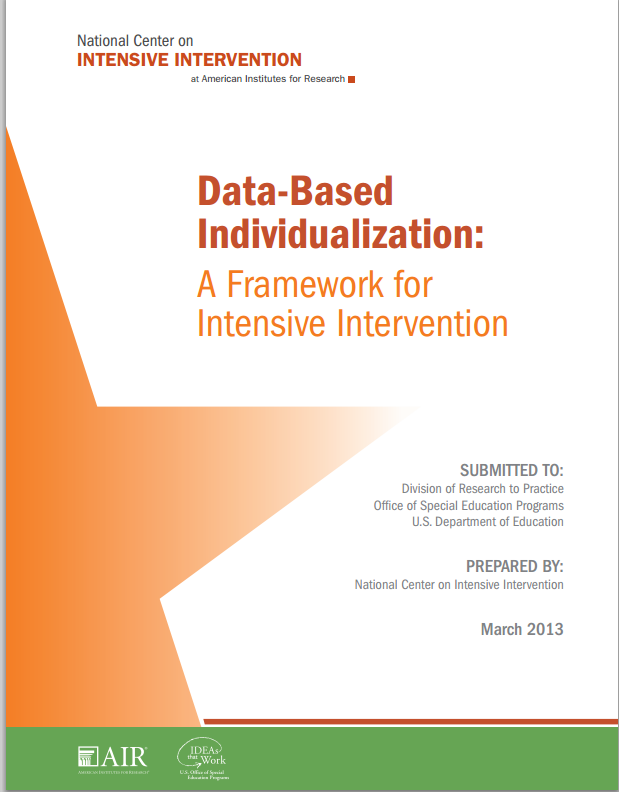 National Center on
INTENSIVE INTERVENTION
at American Institutes for Research
Data-Based
Individualization:
A Framework for
Intensive Intervention
SUBMITTED TO:
Division of Research to Practice
Office of Special Education Programs
U.S. Department of Education
PREPARED BY:
National Center on Intensive Intervention
March 2013
AIR
AMERICAN INSTITUTES FOR RESEARCH
IDEAs
that Work
U.S. Office of Special
Education Programs